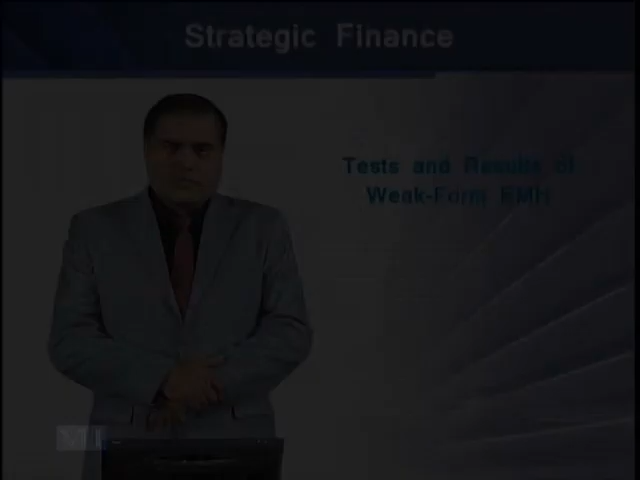 Strategic Finance
Tests and Results of
Weak-Form EMH